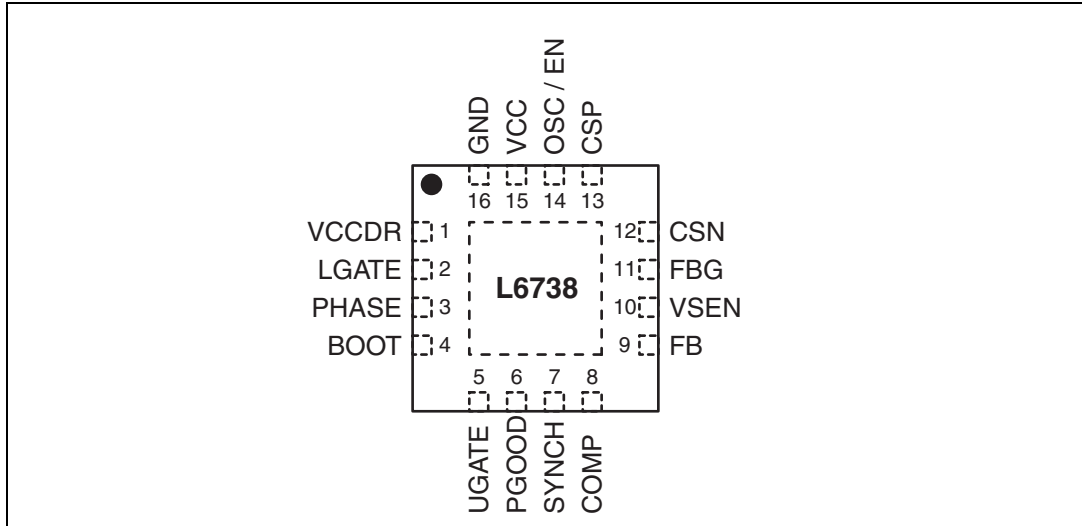 GND
VCC
OSC / EN
CSP
16
15
14
13
VCCDR 1
LGATE 2
PHASE 3
BOOT 4
L6738
12 CSN
11 FBG
10 VSEN
9 FB
5
6
7
8
UGATE
PGOOD
SYNCH
COMP